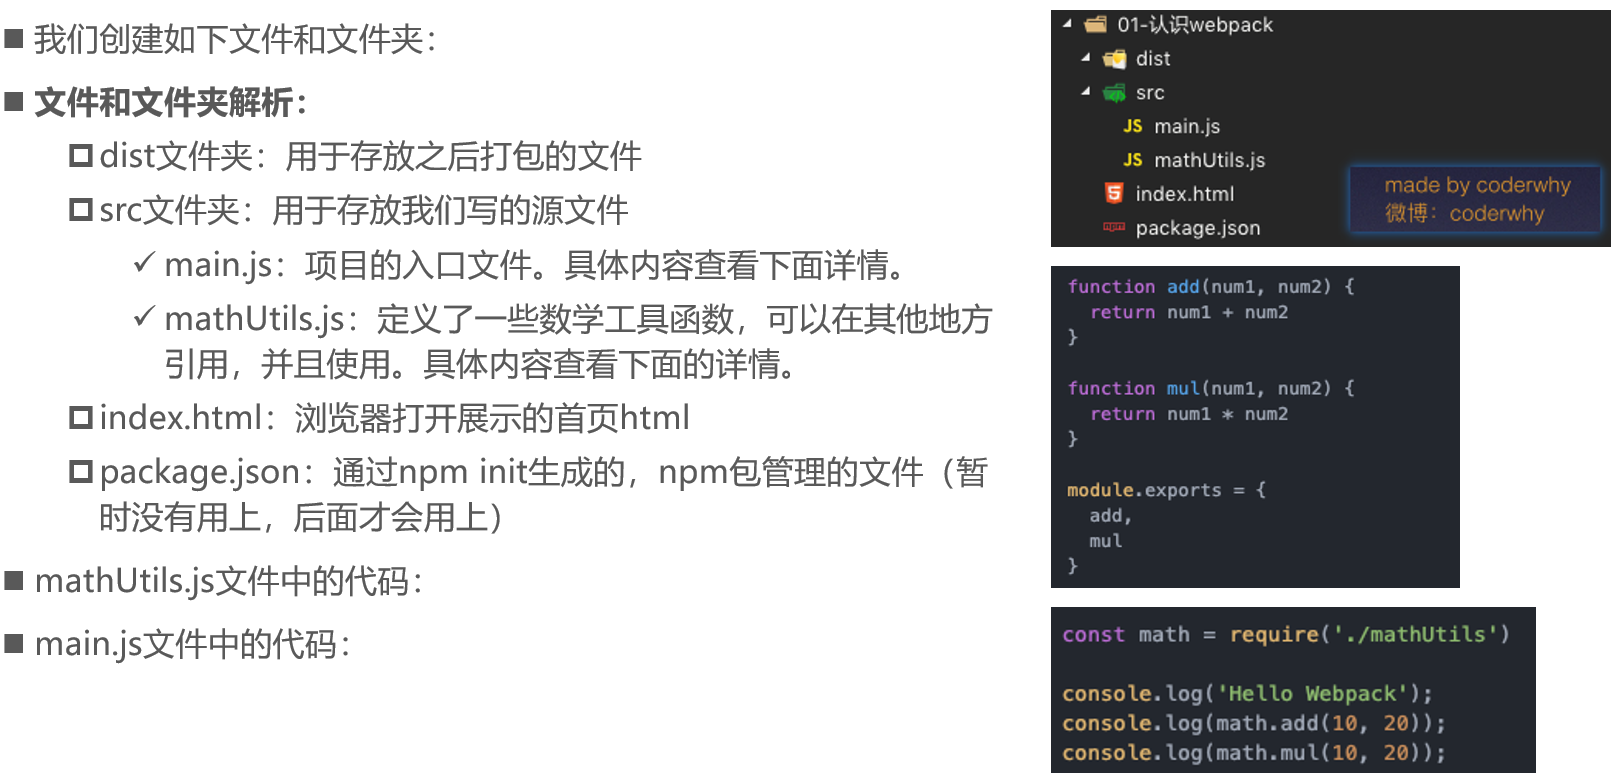 我们创建如下文件和文件夹：
文件和文件夹解析：
dist文件夹：用于存放之后打包的文件
src文件夹：用于存放我们写的源文件
main.js：项目的入口文件。具体内容查看下面详情。
mathUtils.js：定义了一些数学工具函数，可以在其他地方
引用，并且使用。具体内容查看下面的详情。
index.html：浏览器打开展示的首页html
package.json：通过npm init生成的，npm包管理的文件（暂
时没有用上，后面才会用上）
mathUtils.js文件中的代码：
main.js文件中的代码：
01-认识webpack
dist
src
JS main.js
JS mathUtils.js
index.html
package.json
made by coderwhy
微博：coderwhy
function add(num1, num2) {
  return num1 + num2
}
function mul(num1, num2) {
  return num1 * num2
}
module.exports = {
  add,
  mul
}
const math = require('./mathUtils')
console.log('Hello Webpack');
console.log(math.add(10, 20));
console.log(math.mul(10, 20));